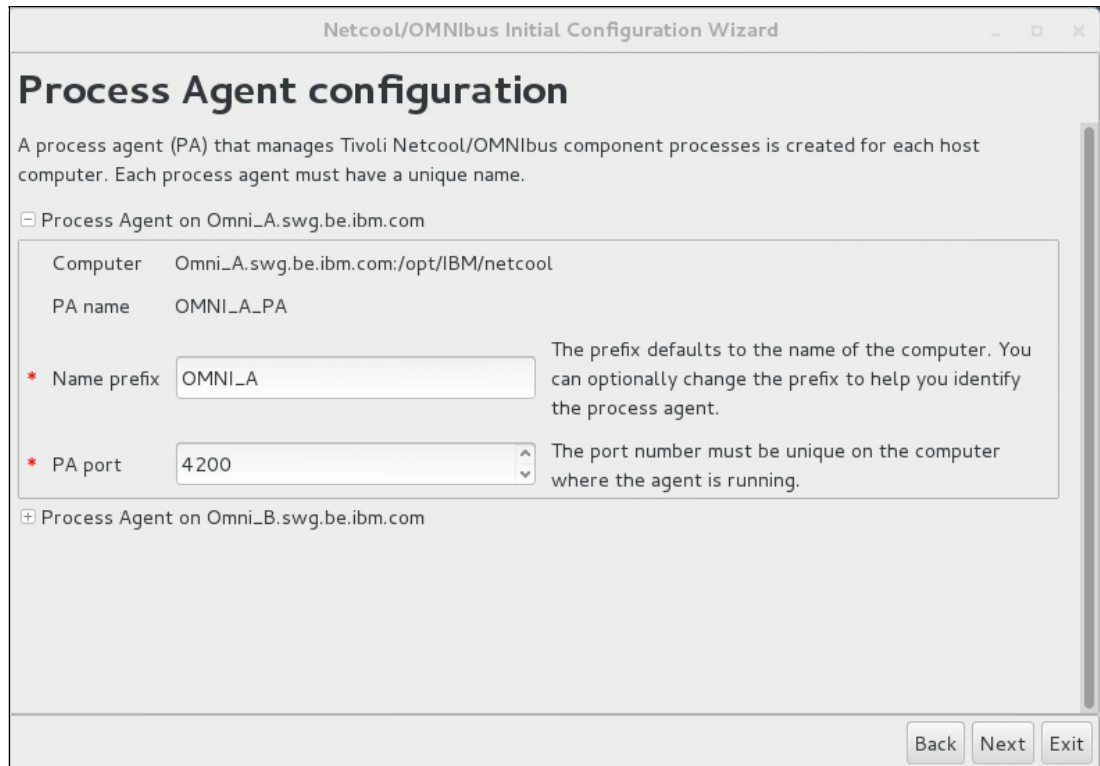 Netcool/OMNIbus Initial Configuration Wizard
Process Agent configuration
A process agent (PA) that manages Tivoli Netcool/OMNIbus component processes is created for each host
computer. Each process agent must have a unique name.
Process Agent on Omni_A.swg.be.ibm.com
Computer Omni_A.swg.be.ibm.com:/opt/IBM/netcool
PA name OMNI_A_PA
* Name prefix OMNI_A
The prefix defaults to the name of the computer. You
can optionally change the prefix to help you identify
the process agent.
* PA port 4200
The port number must be unique on the computer
where the agent is running.
Process Agent on Omni_B.swg.be.ibm.com
Back Next Exit